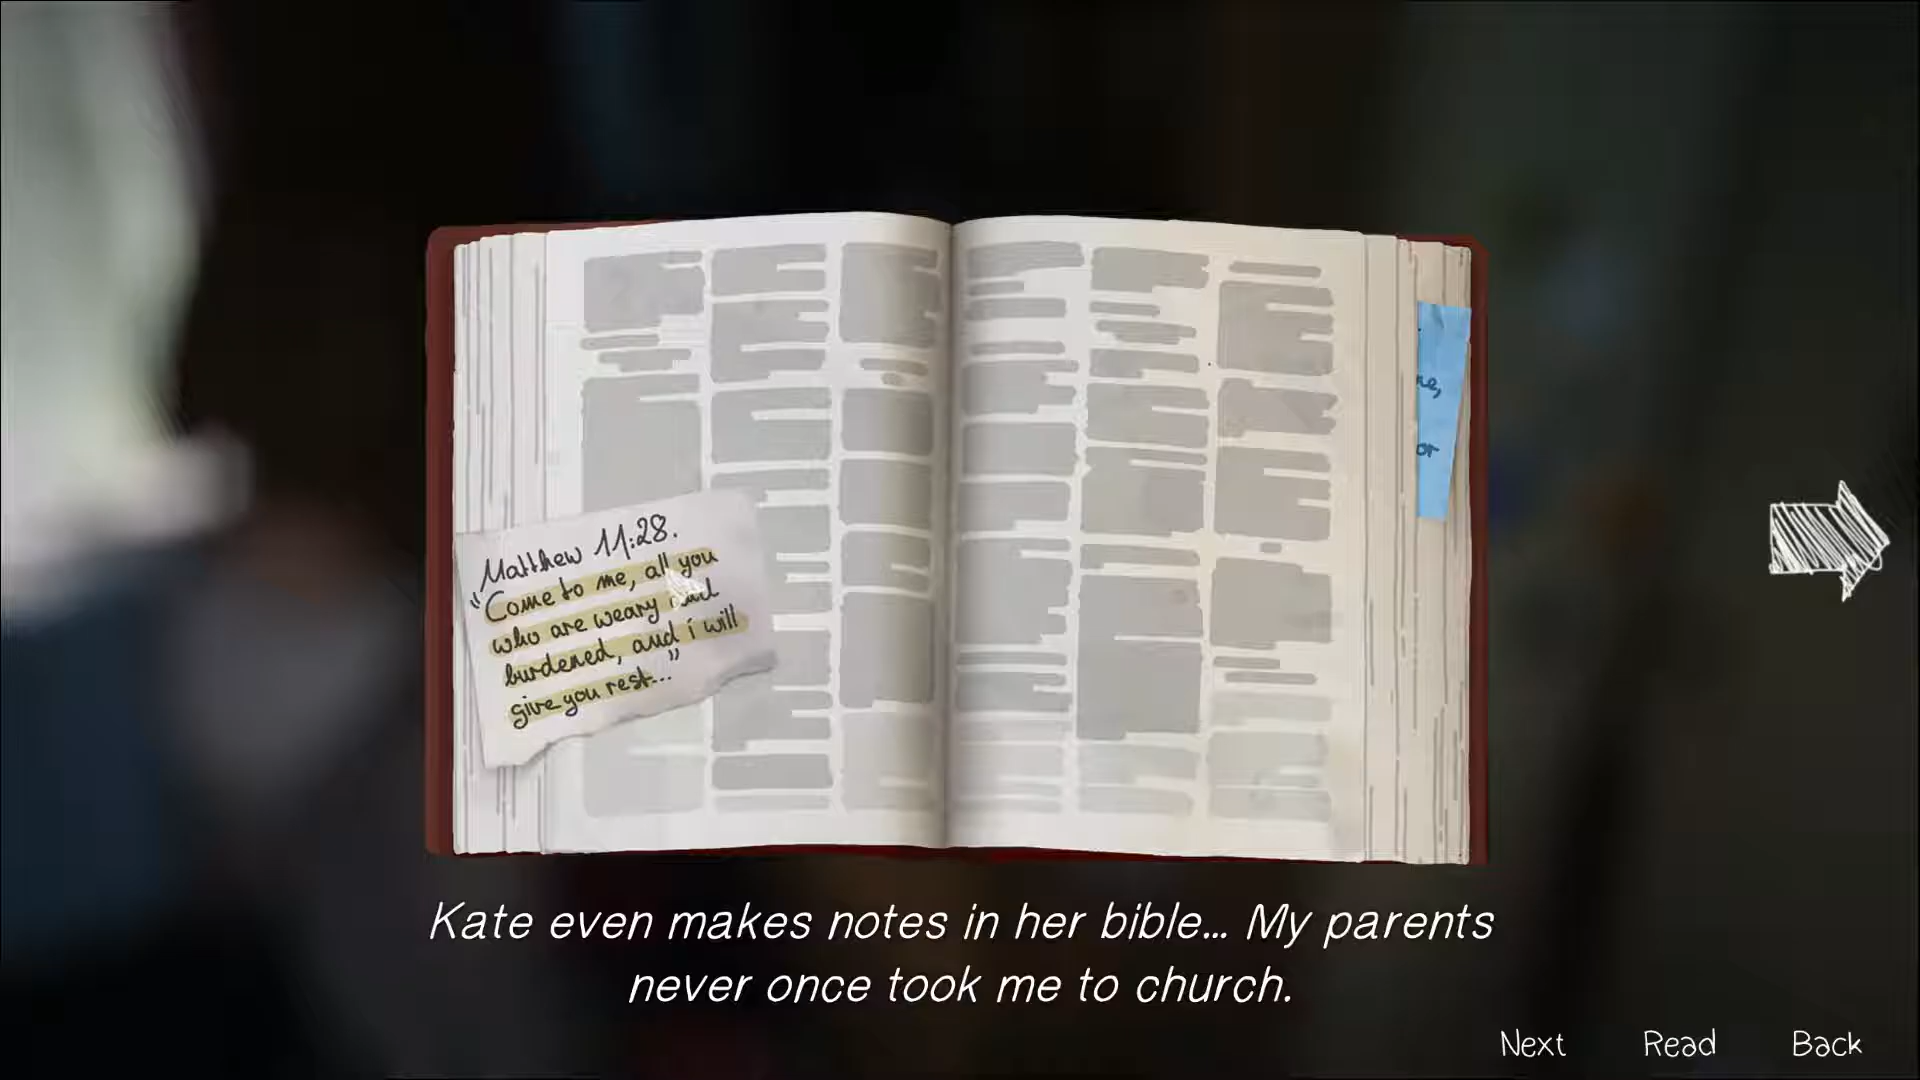 Matthew 11:28.
"Come to me, all you
who are weary and
burdened, and i will
give you rest..."
or
Kate even makes notes in her bible... My parents
never once took me to church.
Next Read Back